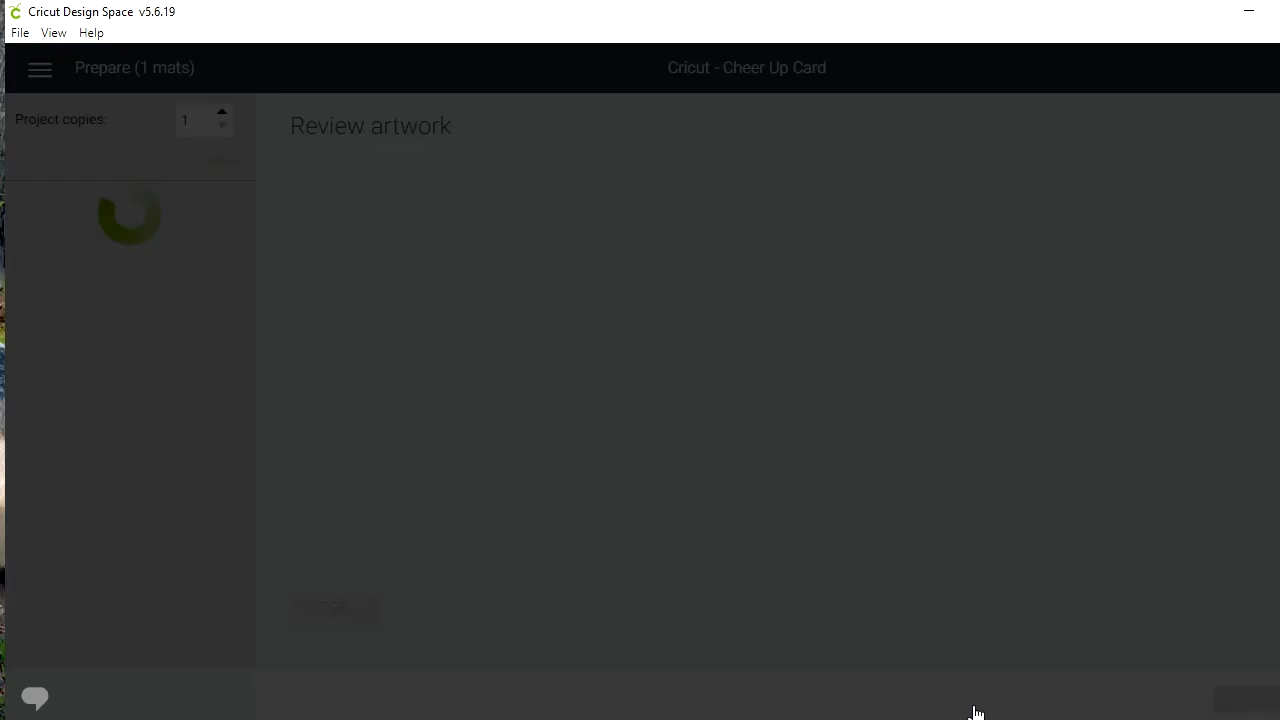 Cricut Design Space v5.6.19
File View Help
Prepare (1 mats)
Cricut - Cheer Up Card
Project copies:
1
Review artwork